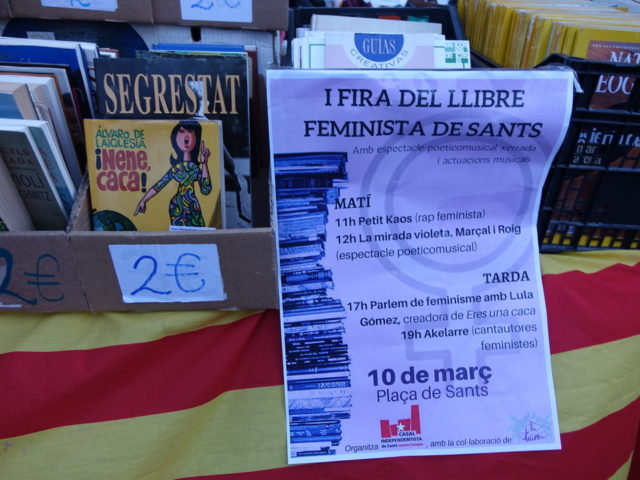 2€
GUÍAS
CREATIVAS
SEGRESTAT
ÁLVARO DE
LAIGLESIA
¡Nene,
caca!
2€
2€
I FIRA DEL LLIBRE
FEMINISTA DE SANTS
Amb espectacle poeticomusical, xerrada
i actuacions musicals
MATÍ
11h Petit Kaos (rap feminista)
12h La mirada violeta. Marçal i Roig
(espectacle poeticomusical)
TARDA
17h Parlem de feminisme amb Lula
Gómez, creadora de Eres una caca
19h Akelarre (cantautores
feministes)
10 de març
Plaça de Sants
CASAL
INDEPENDENTISTA
de Sants
Organitza
, amb la col·laboració de